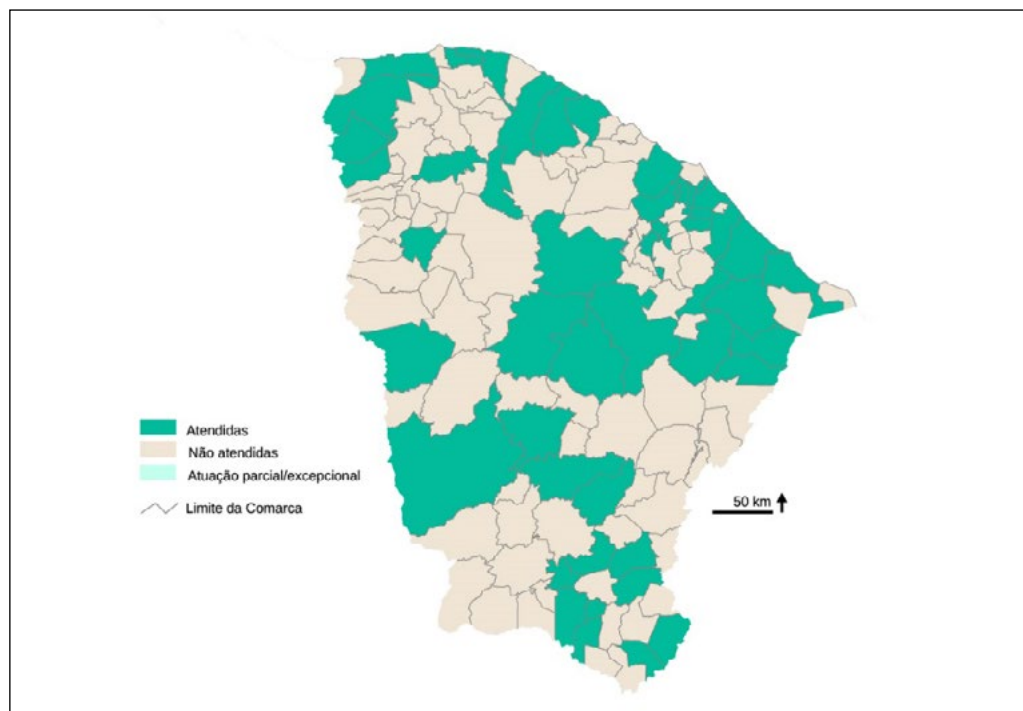 Atendidas
Não atendidas
Atuação parcial/excepcional
Limite da Comarca
50 km